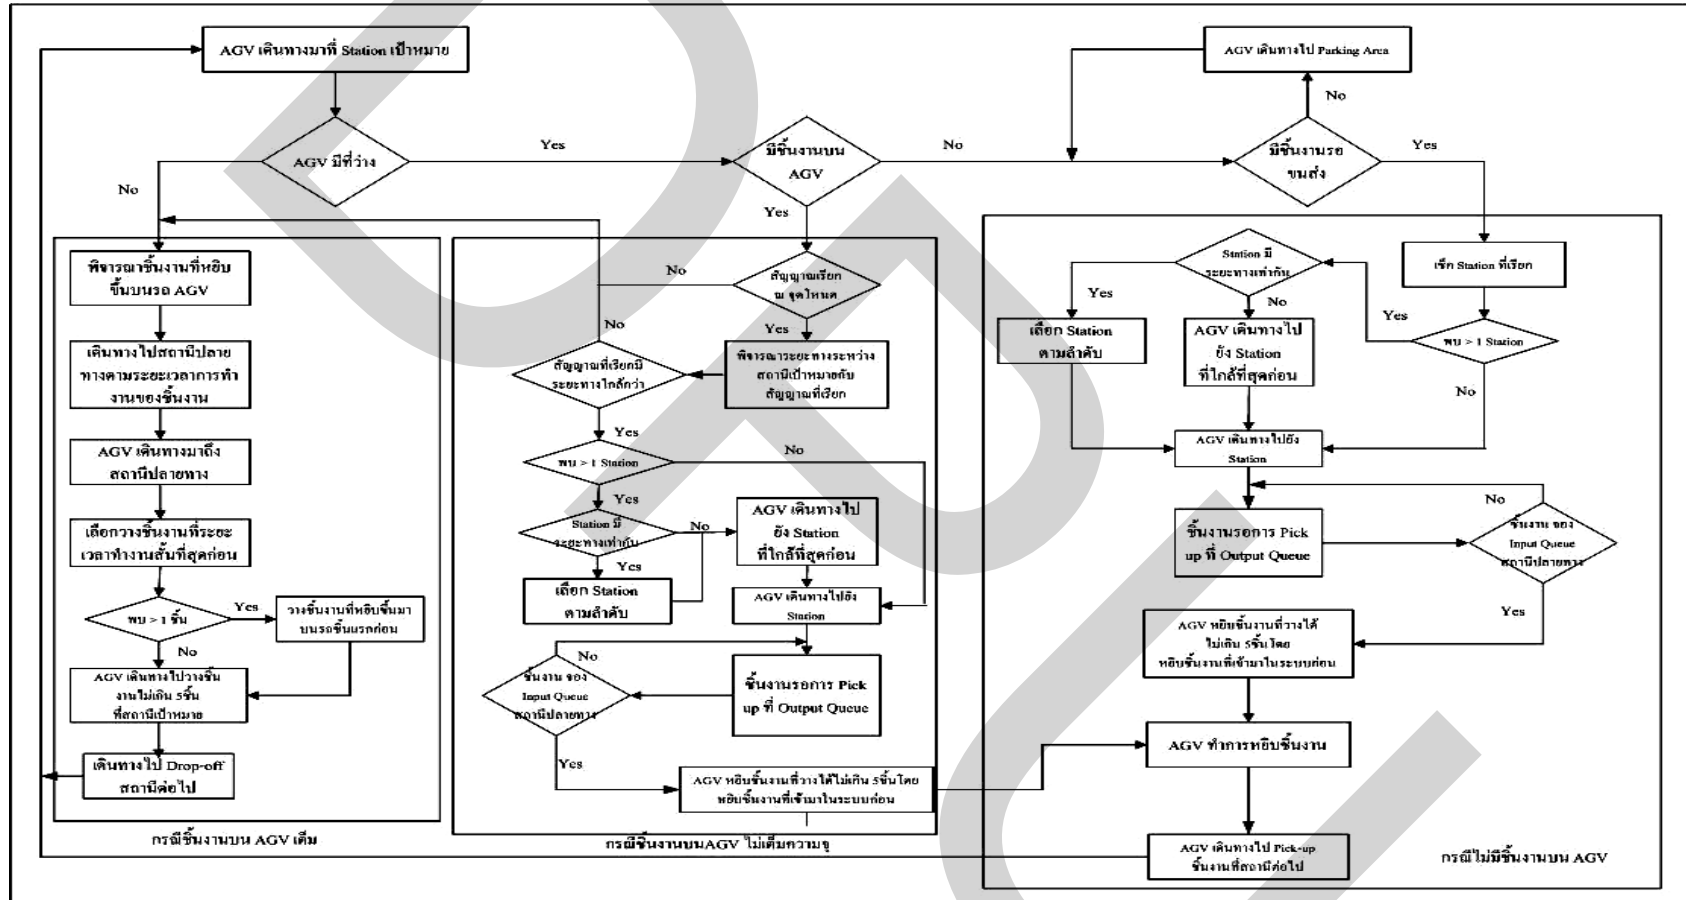 AGV เดินทางมาที่ Station เป้าหมาย
AGV เดินทางไป Parking Area
No
AGV มีที่ว่าง
Yes
มีชิ้นงานบน
AGV
No
มีชิ้นงานรอ
ขนส่ง
Yes
No
Yes
พิจารณาชิ้นงานที่หยิบ
ขึ้นบนรถ AGV
เดินทางไปสถานีปลาย
ทางตามระยะเวลาการทำ
งานของชิ้นงาน
AGV เดินทางมาถึง
สถานีปลายทาง
เลือกวางชิ้นงานที่ระยะ
เวลาทำงานสั้นที่สุดก่อน
พบ > 1 ชิ้น
Yes
วางชิ้นงานที่หยิบขึ้นมา
บนรถชิ้นแรกก่อน
No
AGV เดินทางไปวางชิ้น
งานไม่เกิน 5ชิ้น
ที่สถานีเป้าหมาย
เดินทางไป Drop-off
สถานีต่อไป
กรณีชิ้นงานบน AGV เต็ม
สัญญาณเรียก
ณ จุดโหนด
No
Yes
พิจารณาระยะทางระหว่าง
สถานีเป้าหมายกับ
สัญญาณที่เรียก
No
สัญญาณที่เรียกมี
ระยะทางใกล้กว่า
Yes
พบ > 1 Station
No
Yes
Station มี
ระยะทางเท่ากัน
No
AGV เดินทางไป
ยัง Station
ที่ใกล้ที่สุดก่อน
Yes
เลือก Station
ตามลำดับ
AGV เดินทางไปยัง
Station
No
ชิ้นงาน ของ
Input Queue
สถานีปลายทาง
ชิ้นงานรอการ Pick
up ที่ Output Queue
Yes
AGV หยิบชิ้นงานที่วางได้ไม่เกิน 5ชิ้นโดย
หยิบชิ้นงานที่เข้ามาในระบบก่อน
กรณีชิ้นงานบนAGV ไม่เต็มความจุ
Station มี
ระยะทางเท่ากัน
เช็ก Station ที่เรียก
Yes
No
Yes
พบ > 1 Station
เลือก Station
ตามลำดับ
AGV เดินทางไป
ยัง Station
ที่ใกล้ที่สุดก่อน
No
AGV เดินทางไปยัง
Station
No
ชิ้นงานรอการ Pick
up ที่ Output Queue
ชิ้นงาน ของ
Input Queue
สถานีปลายทาง
Yes
AGV หยิบชิ้นงานที่วางได้
ไม่เกิน 5ชิ้นโดย
หยิบชิ้นงานที่เข้ามาในระบบก่อน
AGV ทำการหยิบชิ้นงาน
AGV เดินทางไป Pick-up
ชิ้นงานที่สถานีต่อไป
กรณีไม่มีชิ้นงานบน AGV